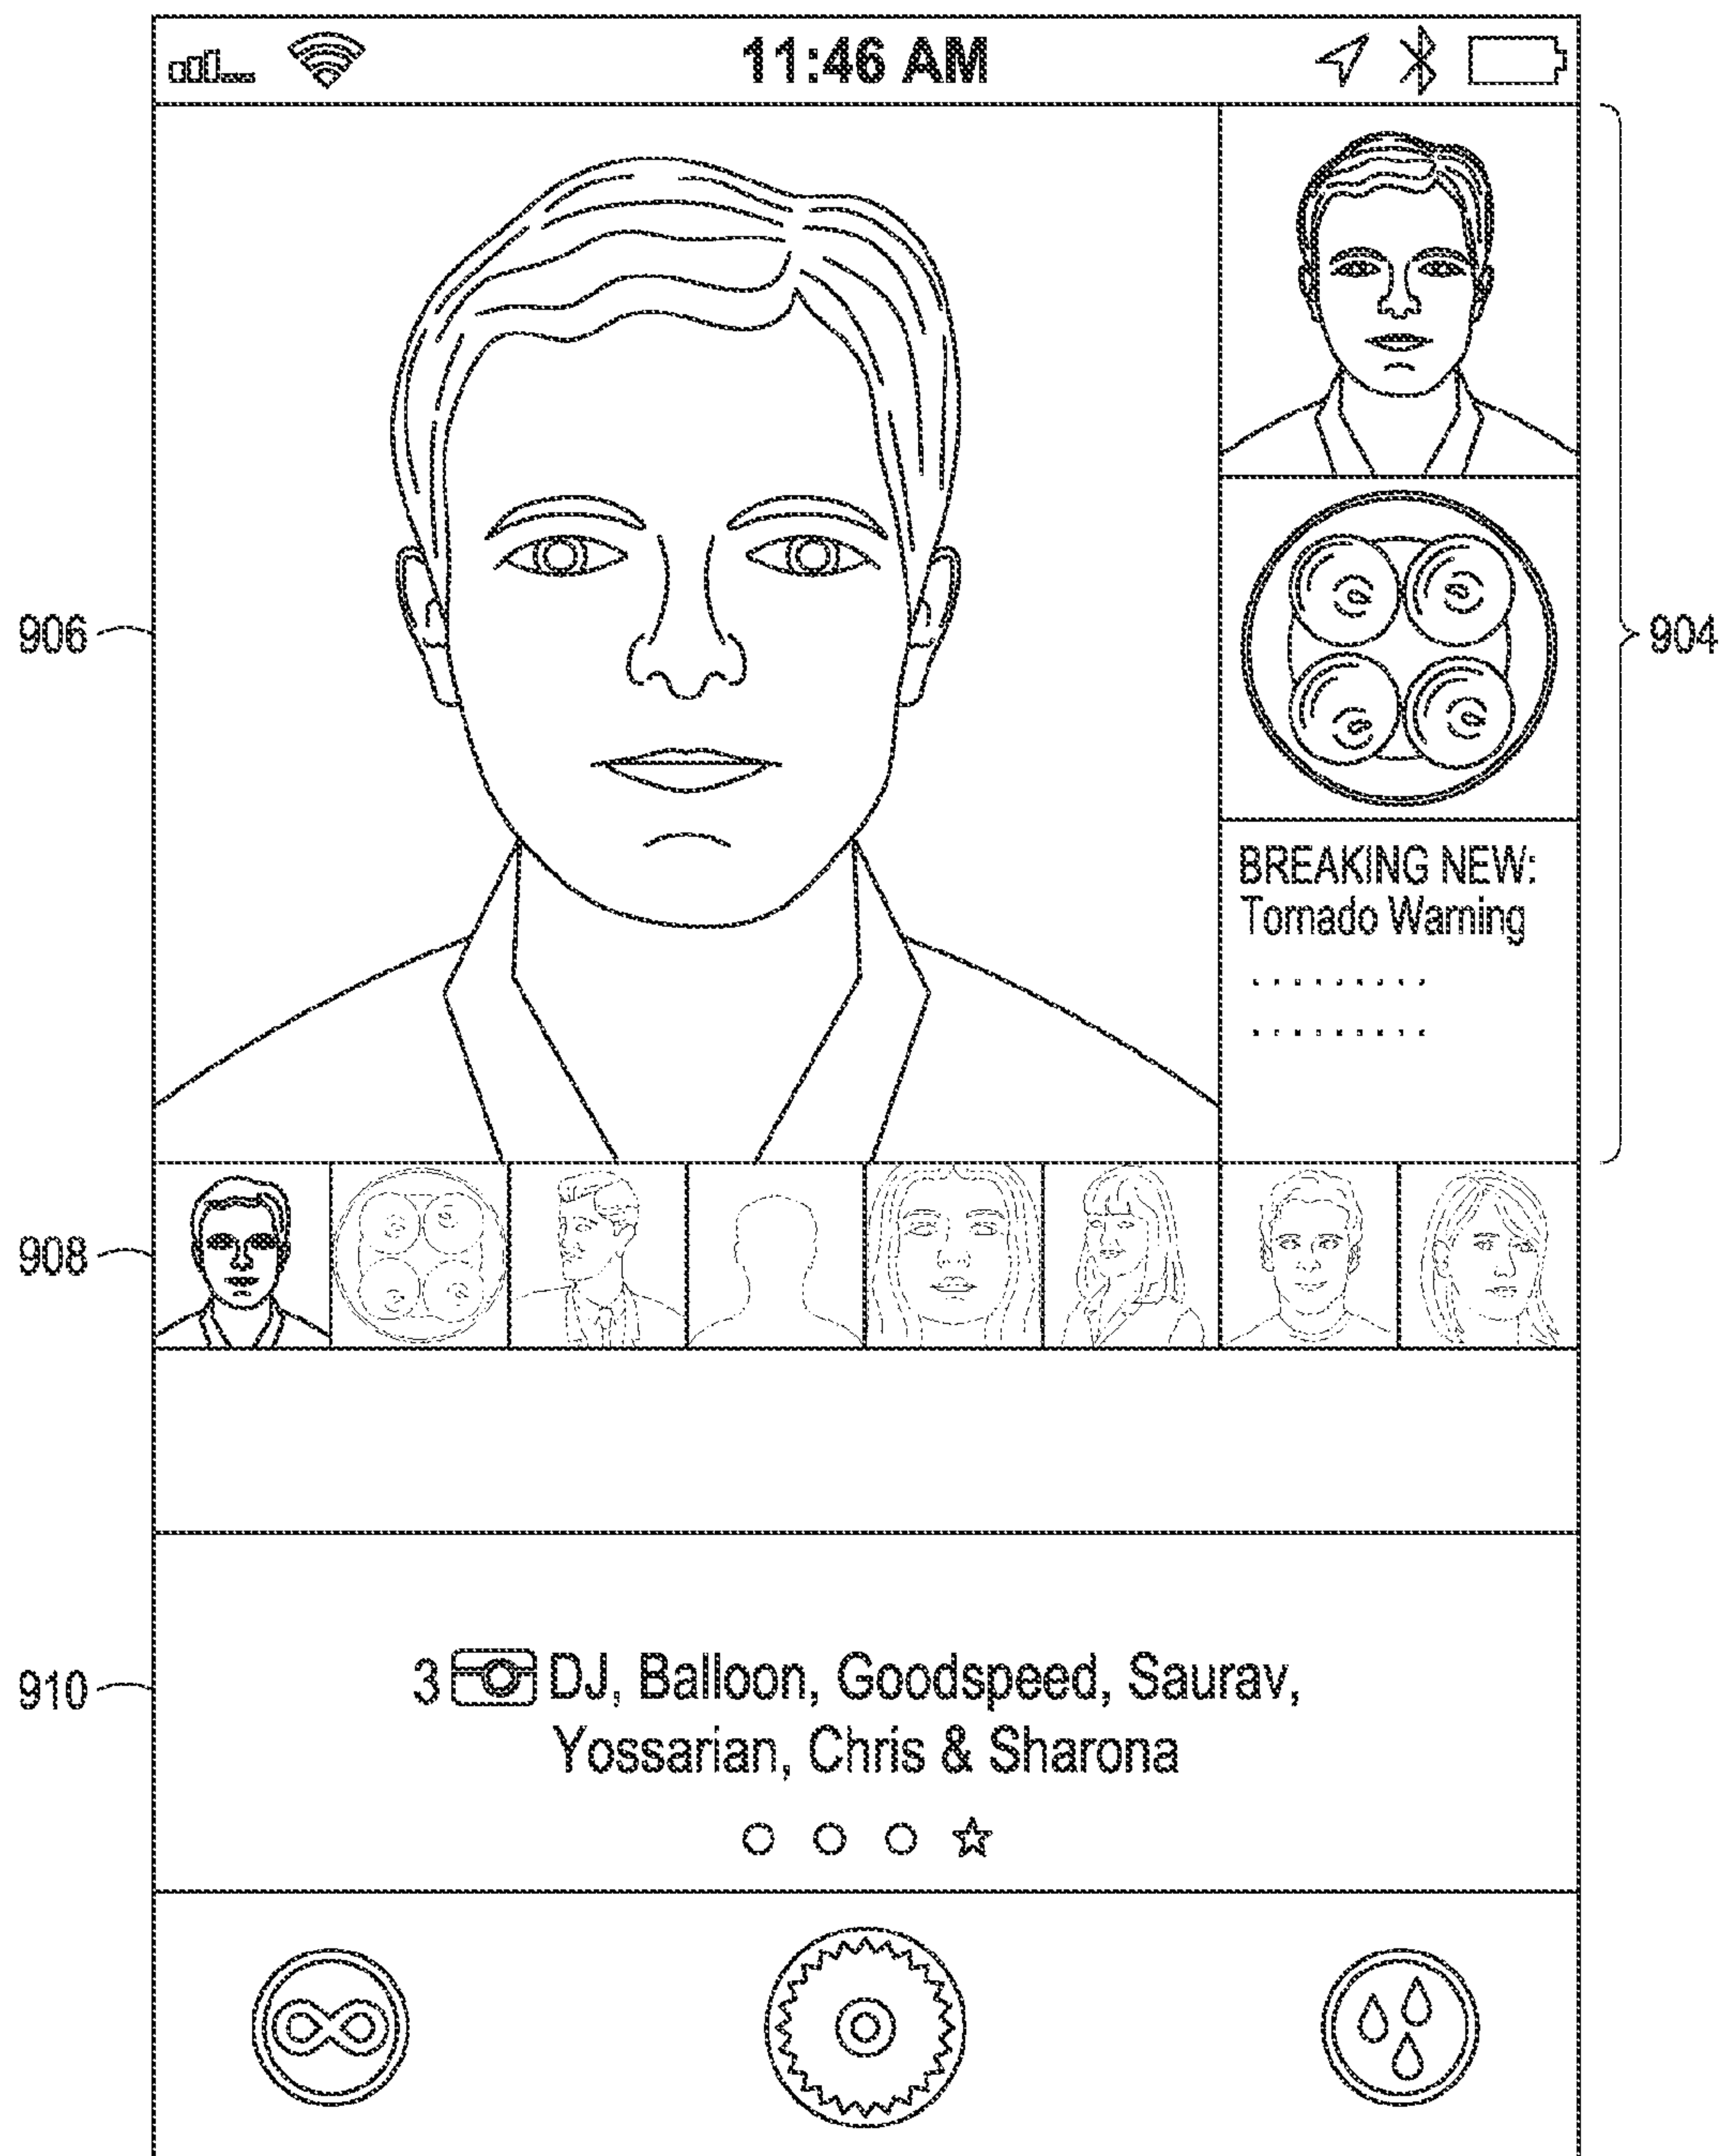 11:46 AM
906
904
BREAKING NEW:
Tornado Warning
908
910
3 DJ, Balloon, Goodspeed, Saurav,
Yossarian, Chris & Sharona